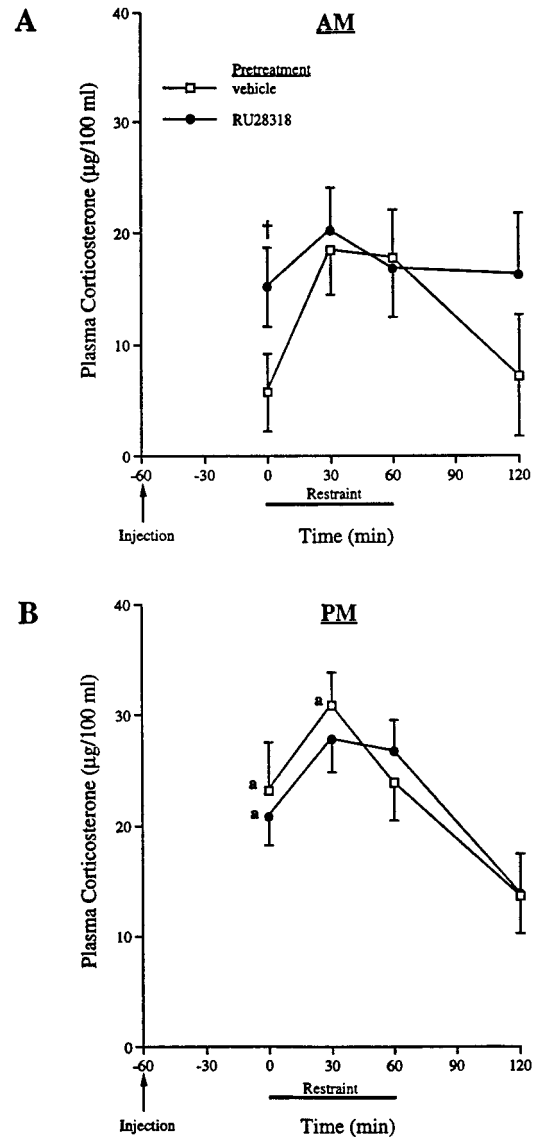 A
AM
Plasma Corticosterone (µg/100 ml)
40
30
20
10
0
Pretreatment
vehicle
RU28318
†
-60
-30
0
30
60
90
120
Restraint
Injection
Time (min)
B
PM
Plasma Corticosterone (µg/100 ml)
40
30
20
10
0
a
a
a
-60
-30
0
30
60
90
120
Restraint
Injection
Time (min)